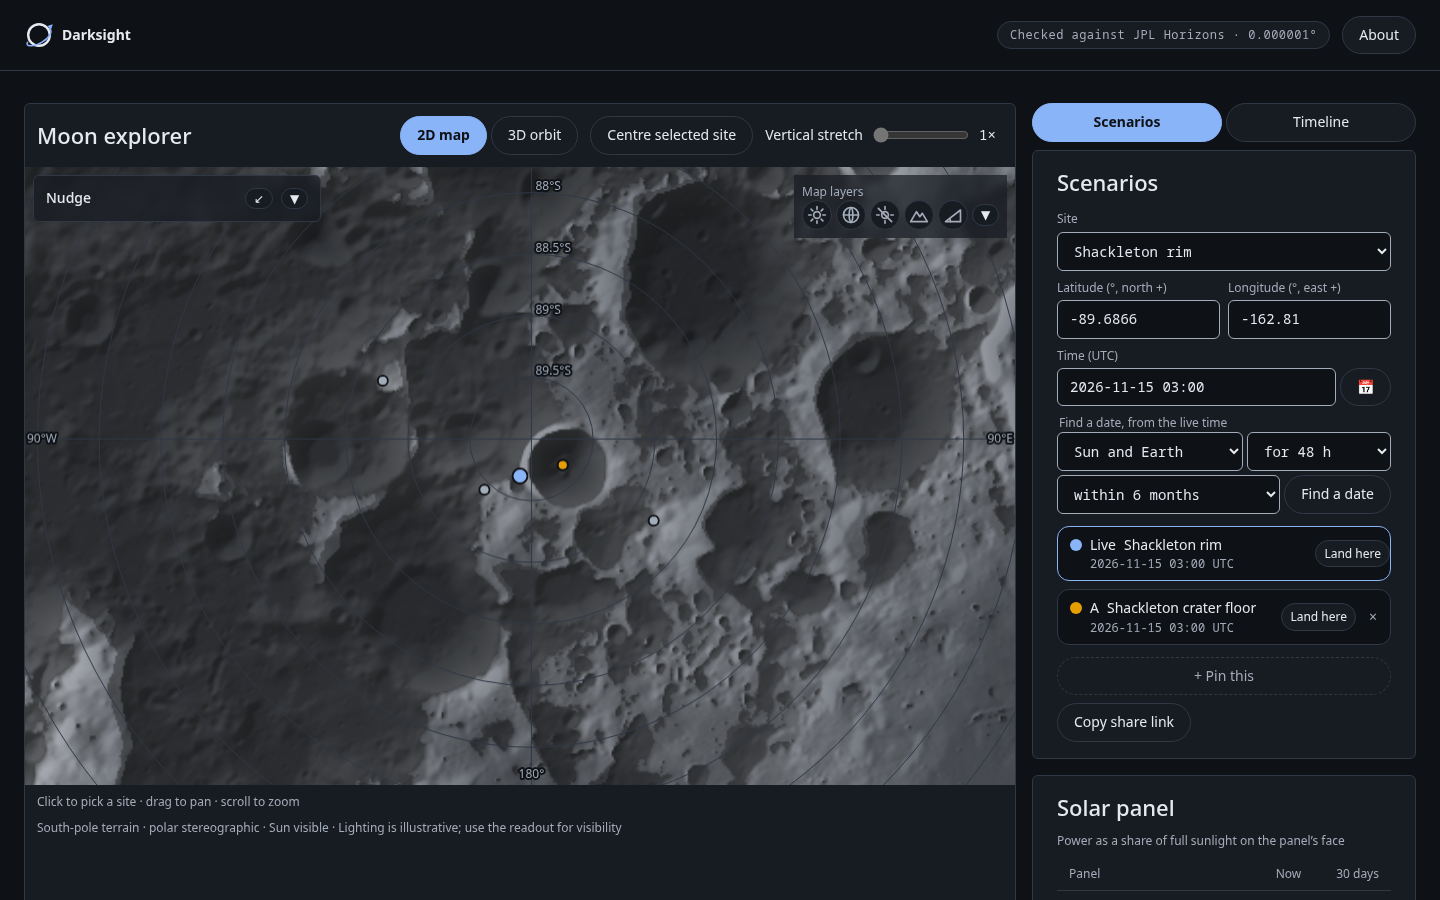 Darksight
Checked against JPL Horizons · 0.000001°
About
Moon explorer
2D map
3D orbit
Centre selected site
Vertical stretch
1×
Nudge
Map layers
88°S
88.5°S
89°S
89.5°S
90°W
90°E
180°
Click to pick a site · drag to pan · scroll to zoom
South-pole terrain · polar stereographic · Sun visible · Lighting is illustrative; use the readout for visibility
Scenarios
Timeline
Scenarios
Site
Shackleton rim
Latitude (°, north +)
Longitude (°, east +)
-89.6866
-162.81
Time (UTC)
2026-11-15 03:00
Find a date, from the live time
Sun and Earth
for 48 h
within 6 months
Find a date
Live Shackleton rim
2026-11-15 03:00 UTC
Land here
A Shackleton crater floor
2026-11-15 03:00 UTC
Land here
×
+ Pin this
Copy share link
Solar panel
Power as a share of full sunlight on the panel's face
Panel
Now
30 days